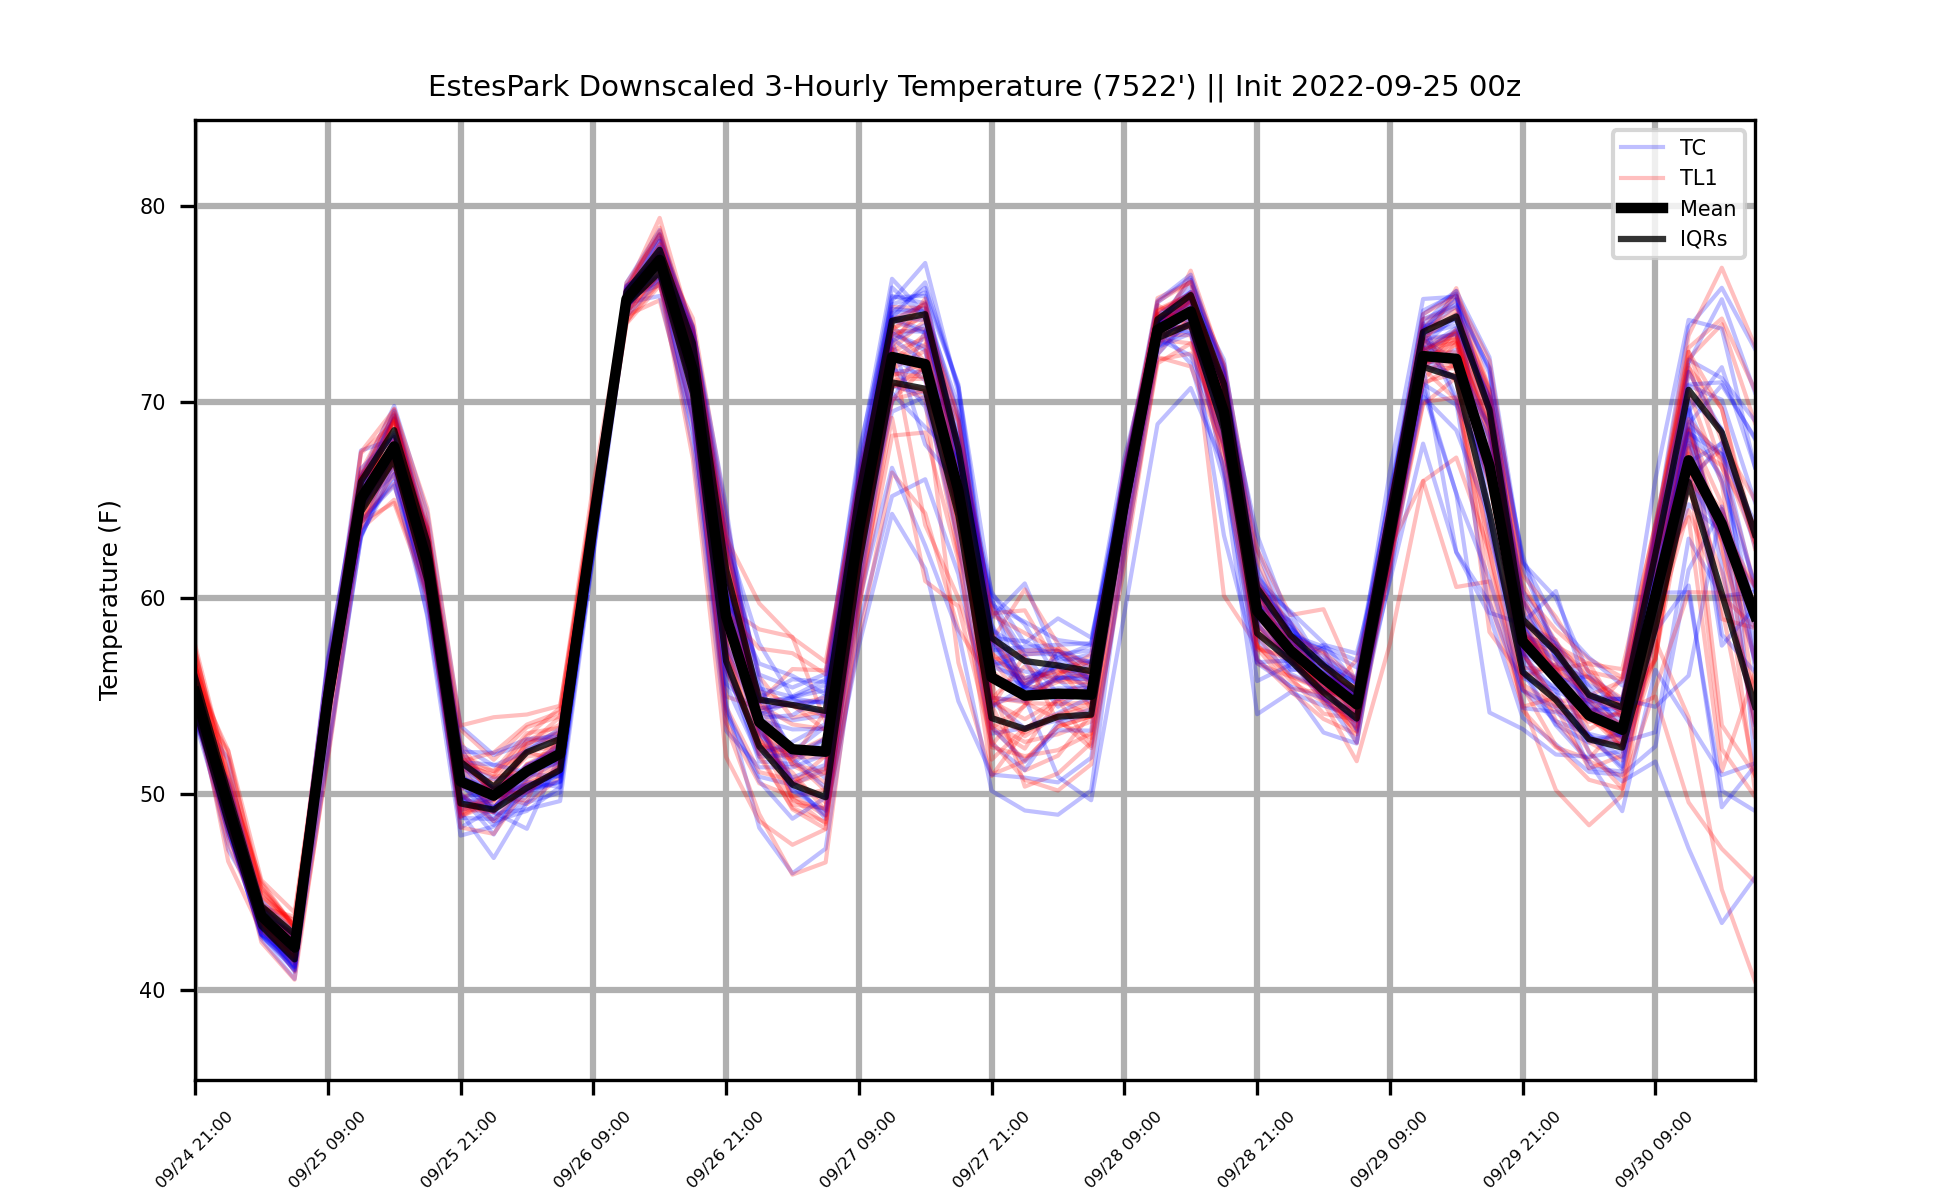 EstesPark Downscaled 3-Hourly Temperature (7522') || Init 2022-09-25 00z
TC
TL1
Mean
IQRs
Temperature (F)
80
70
60
50
40
09/24 21:00
09/25 09:00
09/25 21:00
09/26 09:00
09/26 21:00
09/27 09:00
09/27 21:00
09/28 09:00
09/28 21:00
09/29 09:00
09/29 21:00
09/30 09:00